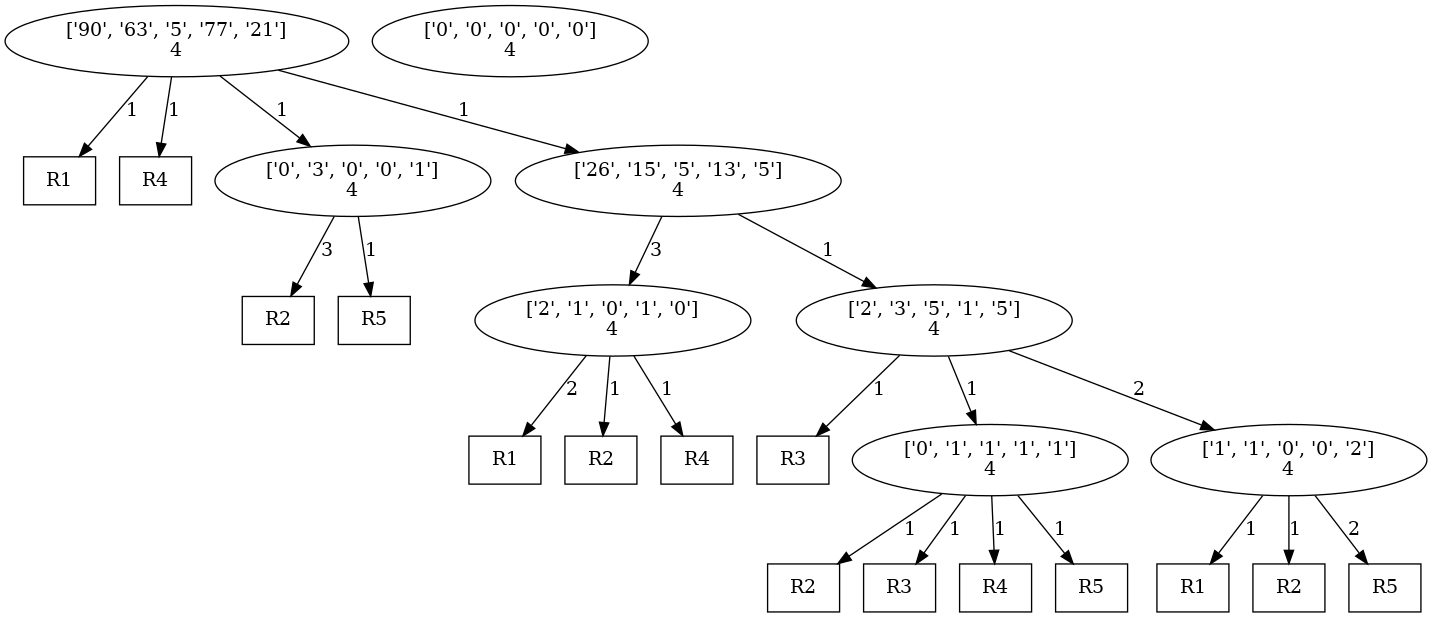 ['90', '63', '5', '77', '21']
4
['0', '0', '0', '0', '0']
4
1
1
1
1
R1
R4
['0', '3', '0', '0', '1']
4
['26', '15', '5', '13', '5']
4
3
1
3
1
R2
R5
['2', '1', '0', '1', '0']
4
['2', '3', '5', '1', '5']
4
2
1
1
1
1
2
R1
R2
R4
R3
['0', '1', '1', '1', '1']
4
['1', '1', '0', '0', '2']
4
1
1
1
1
1
1
2
R2
R3
R4
R5
R1
R2
R5